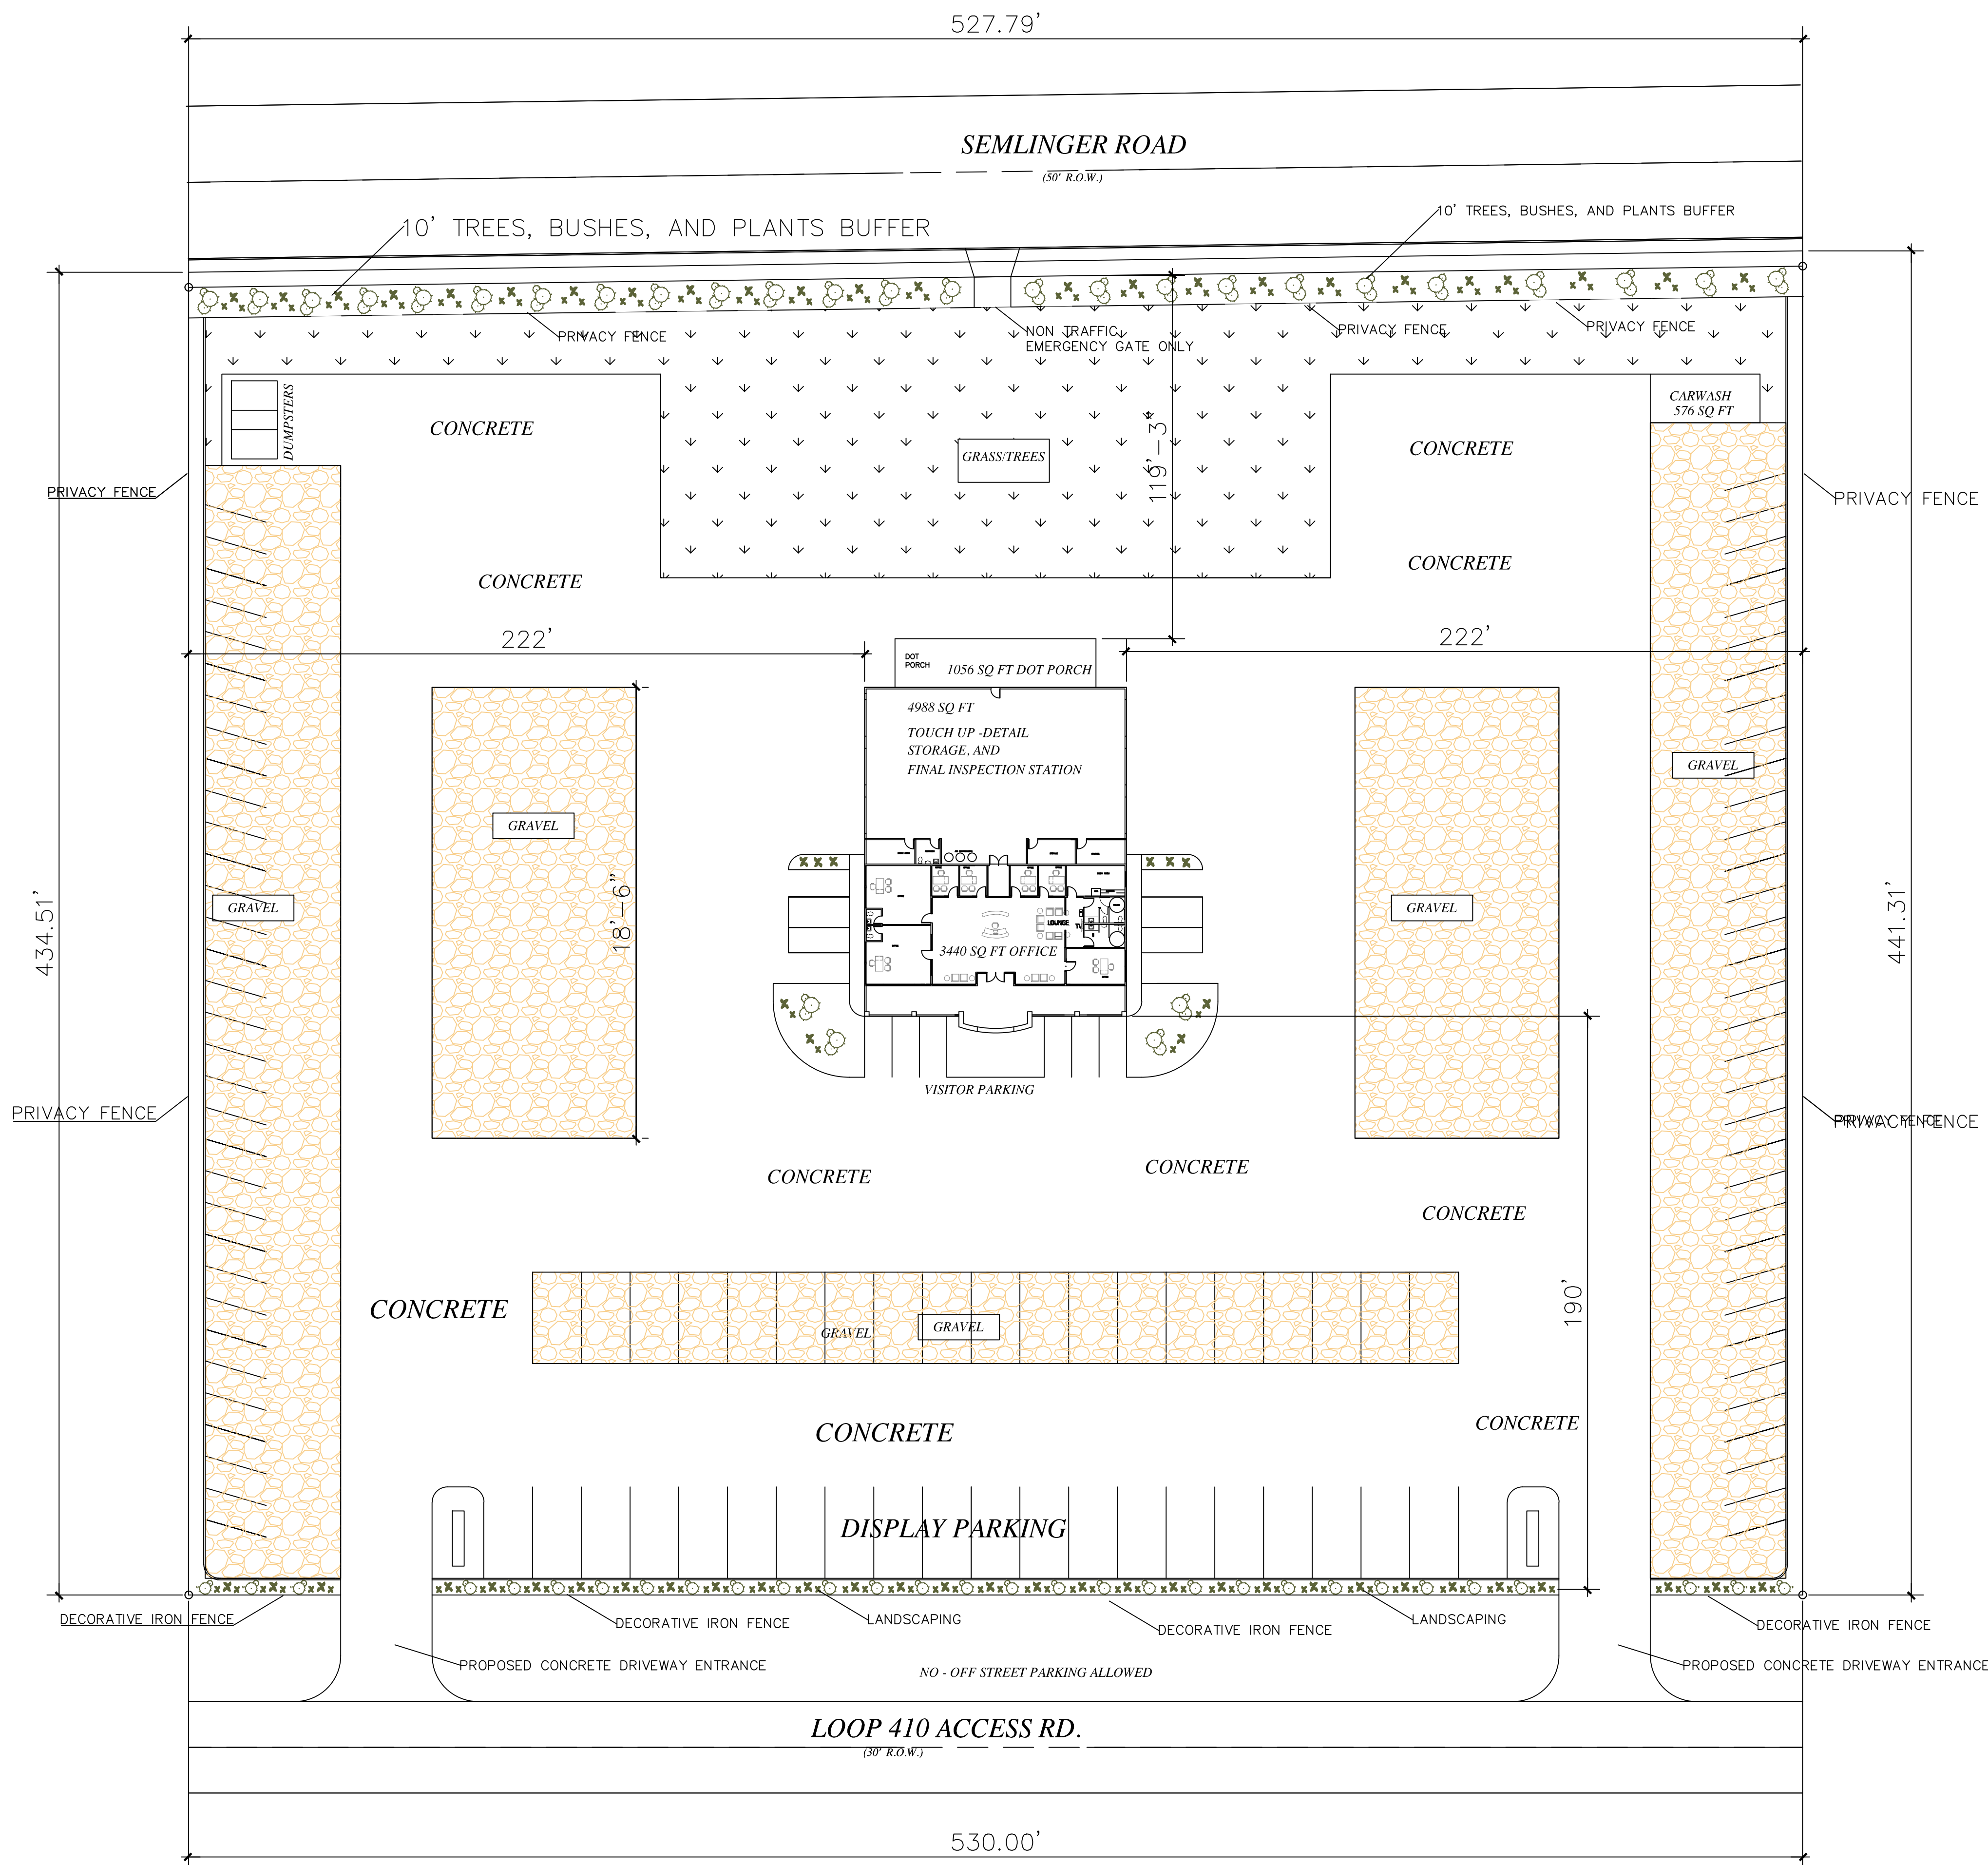 527.79'
SEMLINGER ROAD
(50' R.O.W.)
10' TREES, BUSHES, AND PLANTS BUFFER
10' TREES, BUSHES, AND PLANTS BUFFER
PRIVACY FENCE
NON TRAFFIC
EMERGENCY GATE ONLY
PRIVACY FENCE
PRIVACY FENCE
DUMPSTERS
CONCRETE
GRASS/TREES
119'-3"
CONCRETE
CARWASH
576 SQ FT
PRIVACY FENCE
PRIVACY FENCE
CONCRETE
CONCRETE
222'
222'
DOT
PORCH
1056 SQ FT DOT PORCH
4988 SQ FT
TOUCH UP -DETAIL
STORAGE, AND
FINAL INSPECTION STATION
GRAVEL
GRAVEL
GRAVEL
18'-6"
GRAVEL
434.51'
441.31'
LOUNGE
TV
3440 SQ FT OFFICE
VISITOR PARKING
PRIVACY FENCE
PRIVACY FENCE
PRIVACY FENCE
CONCRETE
CONCRETE
CONCRETE
190'
CONCRETE
GRAVEL
GRAVEL
CONCRETE
CONCRETE
DISPLAY PARKING
DECORATIVE IRON FENCE
DECORATIVE IRON FENCE
LANDSCAPING
DECORATIVE IRON FENCE
LANDSCAPING
DECORATIVE IRON FENCE
PROPOSED CONCRETE DRIVEWAY ENTRANCE
NO - OFF STREET PARKING ALLOWED
PROPOSED CONCRETE DRIVEWAY ENTRANCE
LOOP 410 ACCESS RD.
(30' R.O.W.)
530.00'